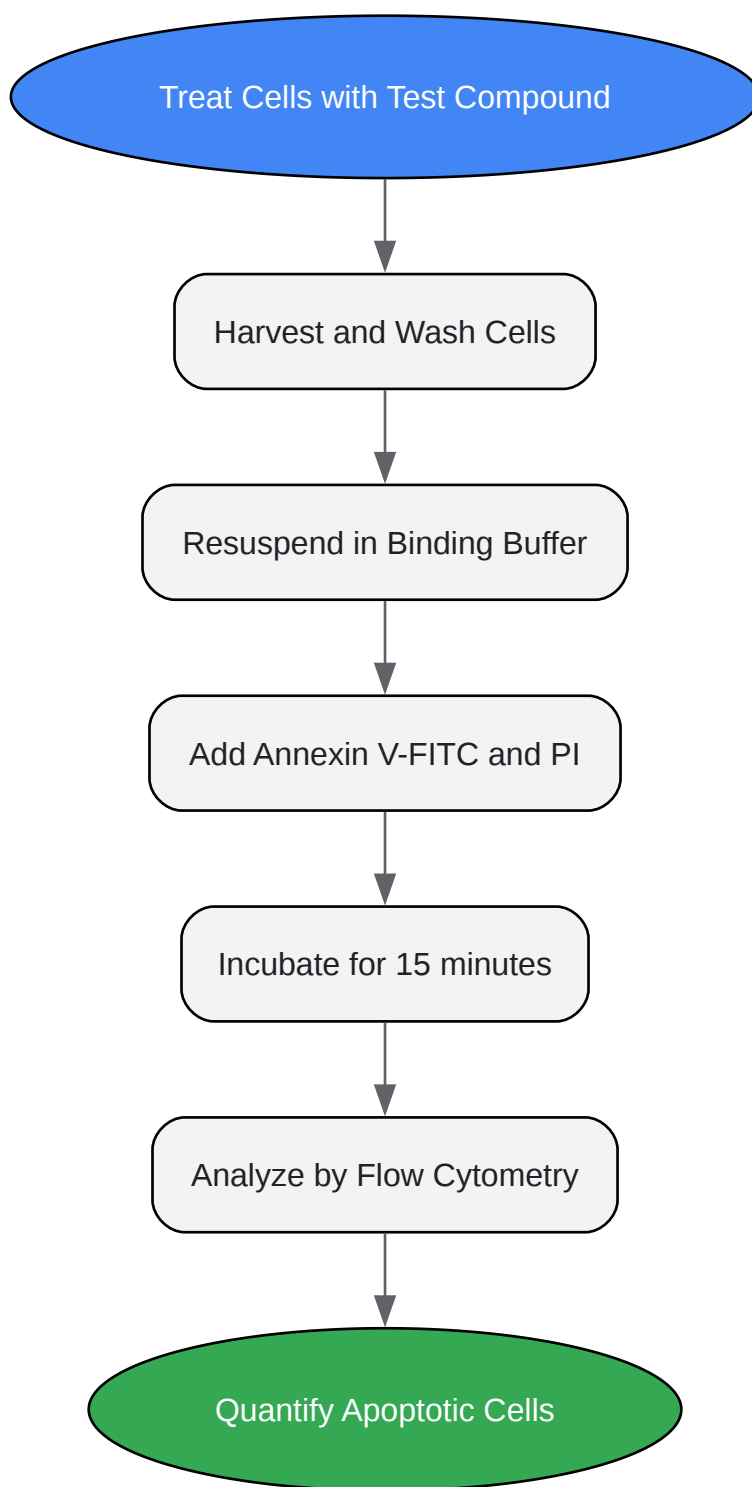 Treat Cells with Test Compound
Harvest and Wash Cells
Resuspend in Binding Buffer
Add Annexin V-FITC and PI
Incubate for 15 minutes
Analyze by Flow Cytometry
Quantify Apoptotic Cells